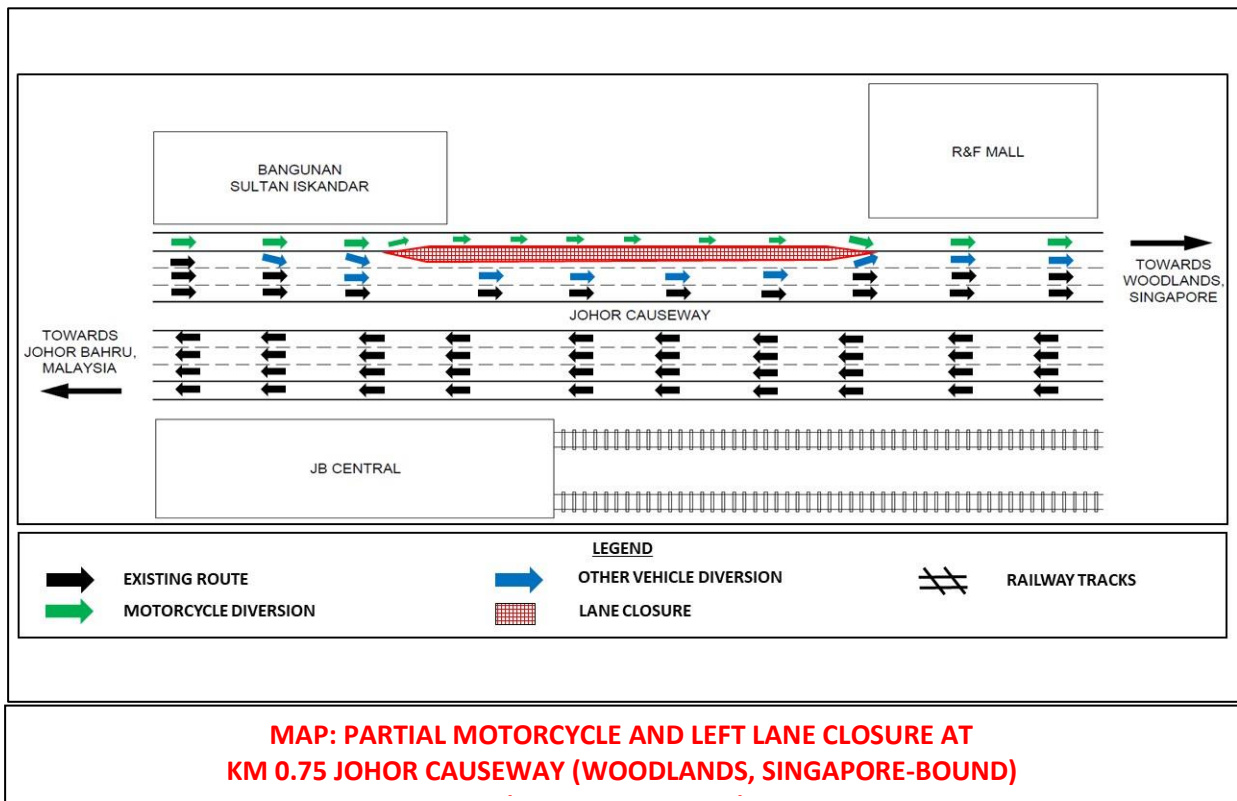 BANGUNAN
SULTAN ISKANDAR
R&F MALL
TOWARDS
WOODLANDS,
SINGAPORE
JOHOR CAUSEWAY
TOWARDS
JOHOR BAHRU,
MALAYSIA
JB CENTRAL
LEGEND
EXISTING ROUTE
OTHER VEHICLE DIVERSION
RAILWAY TRACKS
MOTORCYCLE DIVERSION
LANE CLOSURE
MAP: PARTIAL MOTORCYCLE AND LEFT LANE CLOSURE AT
KM 0.75 JOHOR CAUSEWAY (WOODLANDS, SINGAPORE-BOUND)